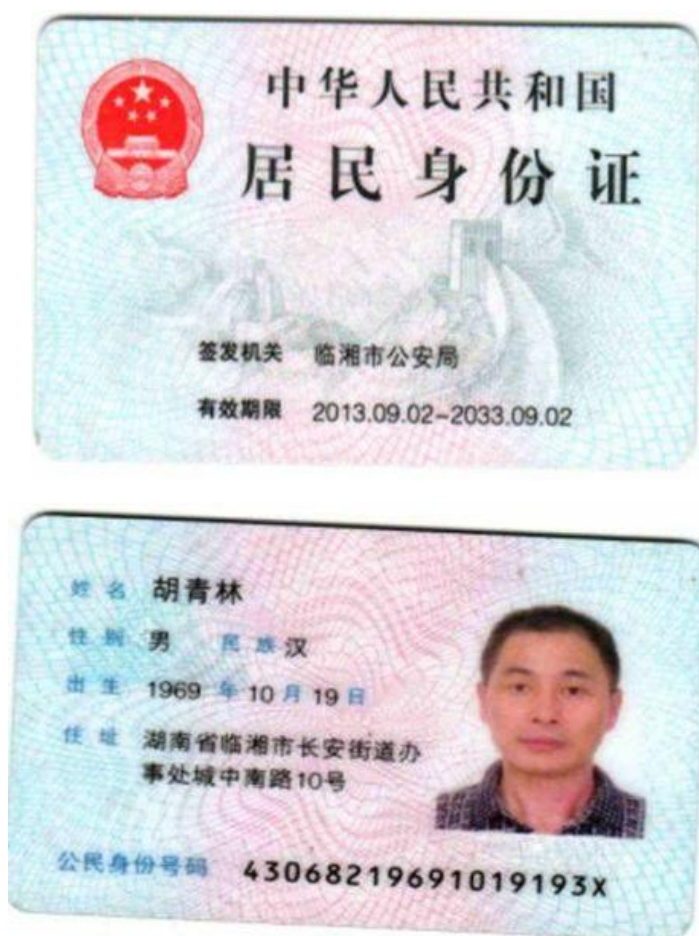 中华人民共和国
居民身份证
签发机关 临湘市公安局
有效期限 2013.09.02-2033.09.02
姓名 胡青林
性别 男 民族 汉
出生 1969 年 10 月 19 日
住址 湖南省临湘市长安街道办
事处城中南路10号
公民身份号码 43068219691019193X